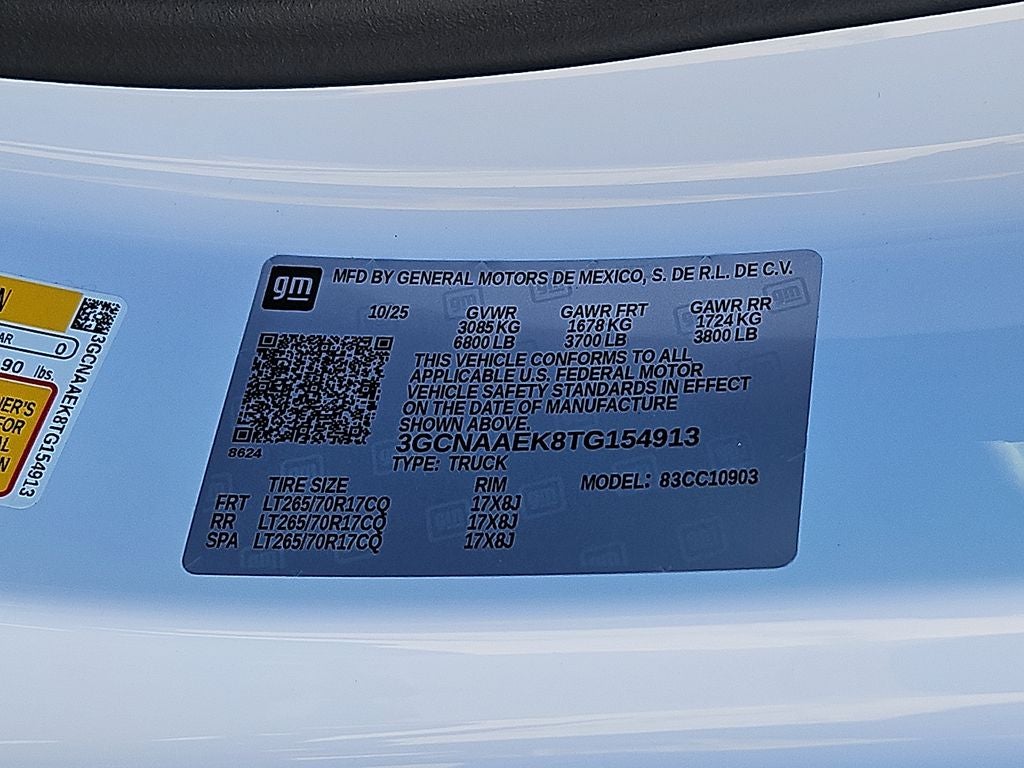 gm MFD BY GENERAL MOTORS DE MEXICO, S. DE R.L. DE C.V.
10/25 GVWR GAWR FRT GAWR RR
3085 KG 1678 KG 1724 KG
6800 LB 3700 LB 3800 LB
THIS VEHICLE CONFORMS TO ALL
APPLICABLE U.S. FEDERAL MOTOR
VEHICLE SAFETY STANDARDS IN EFFECT
ON THE DATE OF MANUFACTURE
SHOWN ABOVE.
3GCNAAEK8TG154913
8624
TYPE: TRUCK MODEL: 83CC10903
TIRE SIZE RIM
FRT LT265/70R17CQ 17X8J
RR LT265/70R17CQ 17X8J
SPA LT265/70R17CQ 17X8J
0
90 lbs.
FOR
3GCNAAEK8TG154913